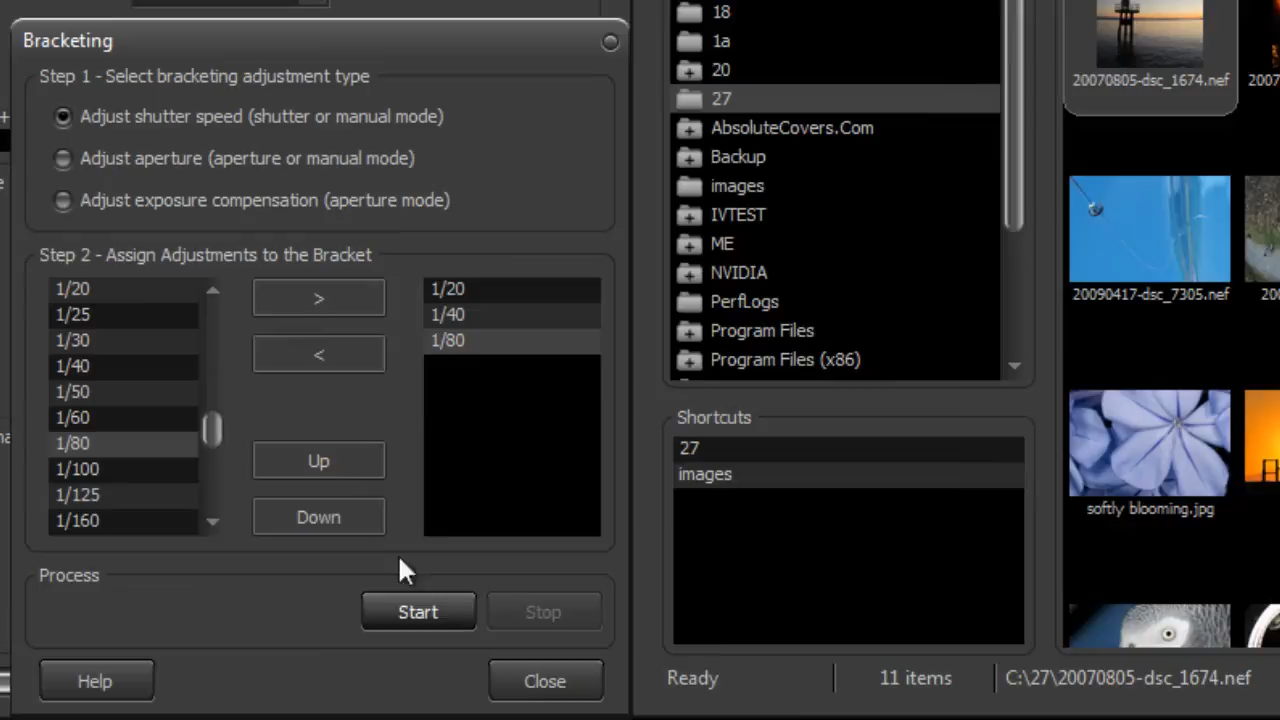 Bracketing
Step 1 - Select bracketing adjustment type
Adjust shutter speed (shutter or manual mode)
Adjust aperture (aperture or manual mode)
Adjust exposure compensation (aperture mode)
Step 2 - Assign Adjustments to the Bracket
1/20
1/25
1/30
1/40
1/50
1/60
1/80
1/100
1/125
1/160
>
<
Up
Down
1/20
1/40
1/80
Process
Start
Stop
Help
Close
18
1a
20
27
AbsoluteCovers.Com
Backup
images
IVTEST
ME
NVIDIA
PerfLogs
Program Files
Program Files (x86)
Shortcuts
27
images
Ready
11 items
C:\27\20070805-dsc_1674.nef
20070805-dsc_1674.nef
2007
20090417-dsc_7305.nef
20
softly blooming.jpg